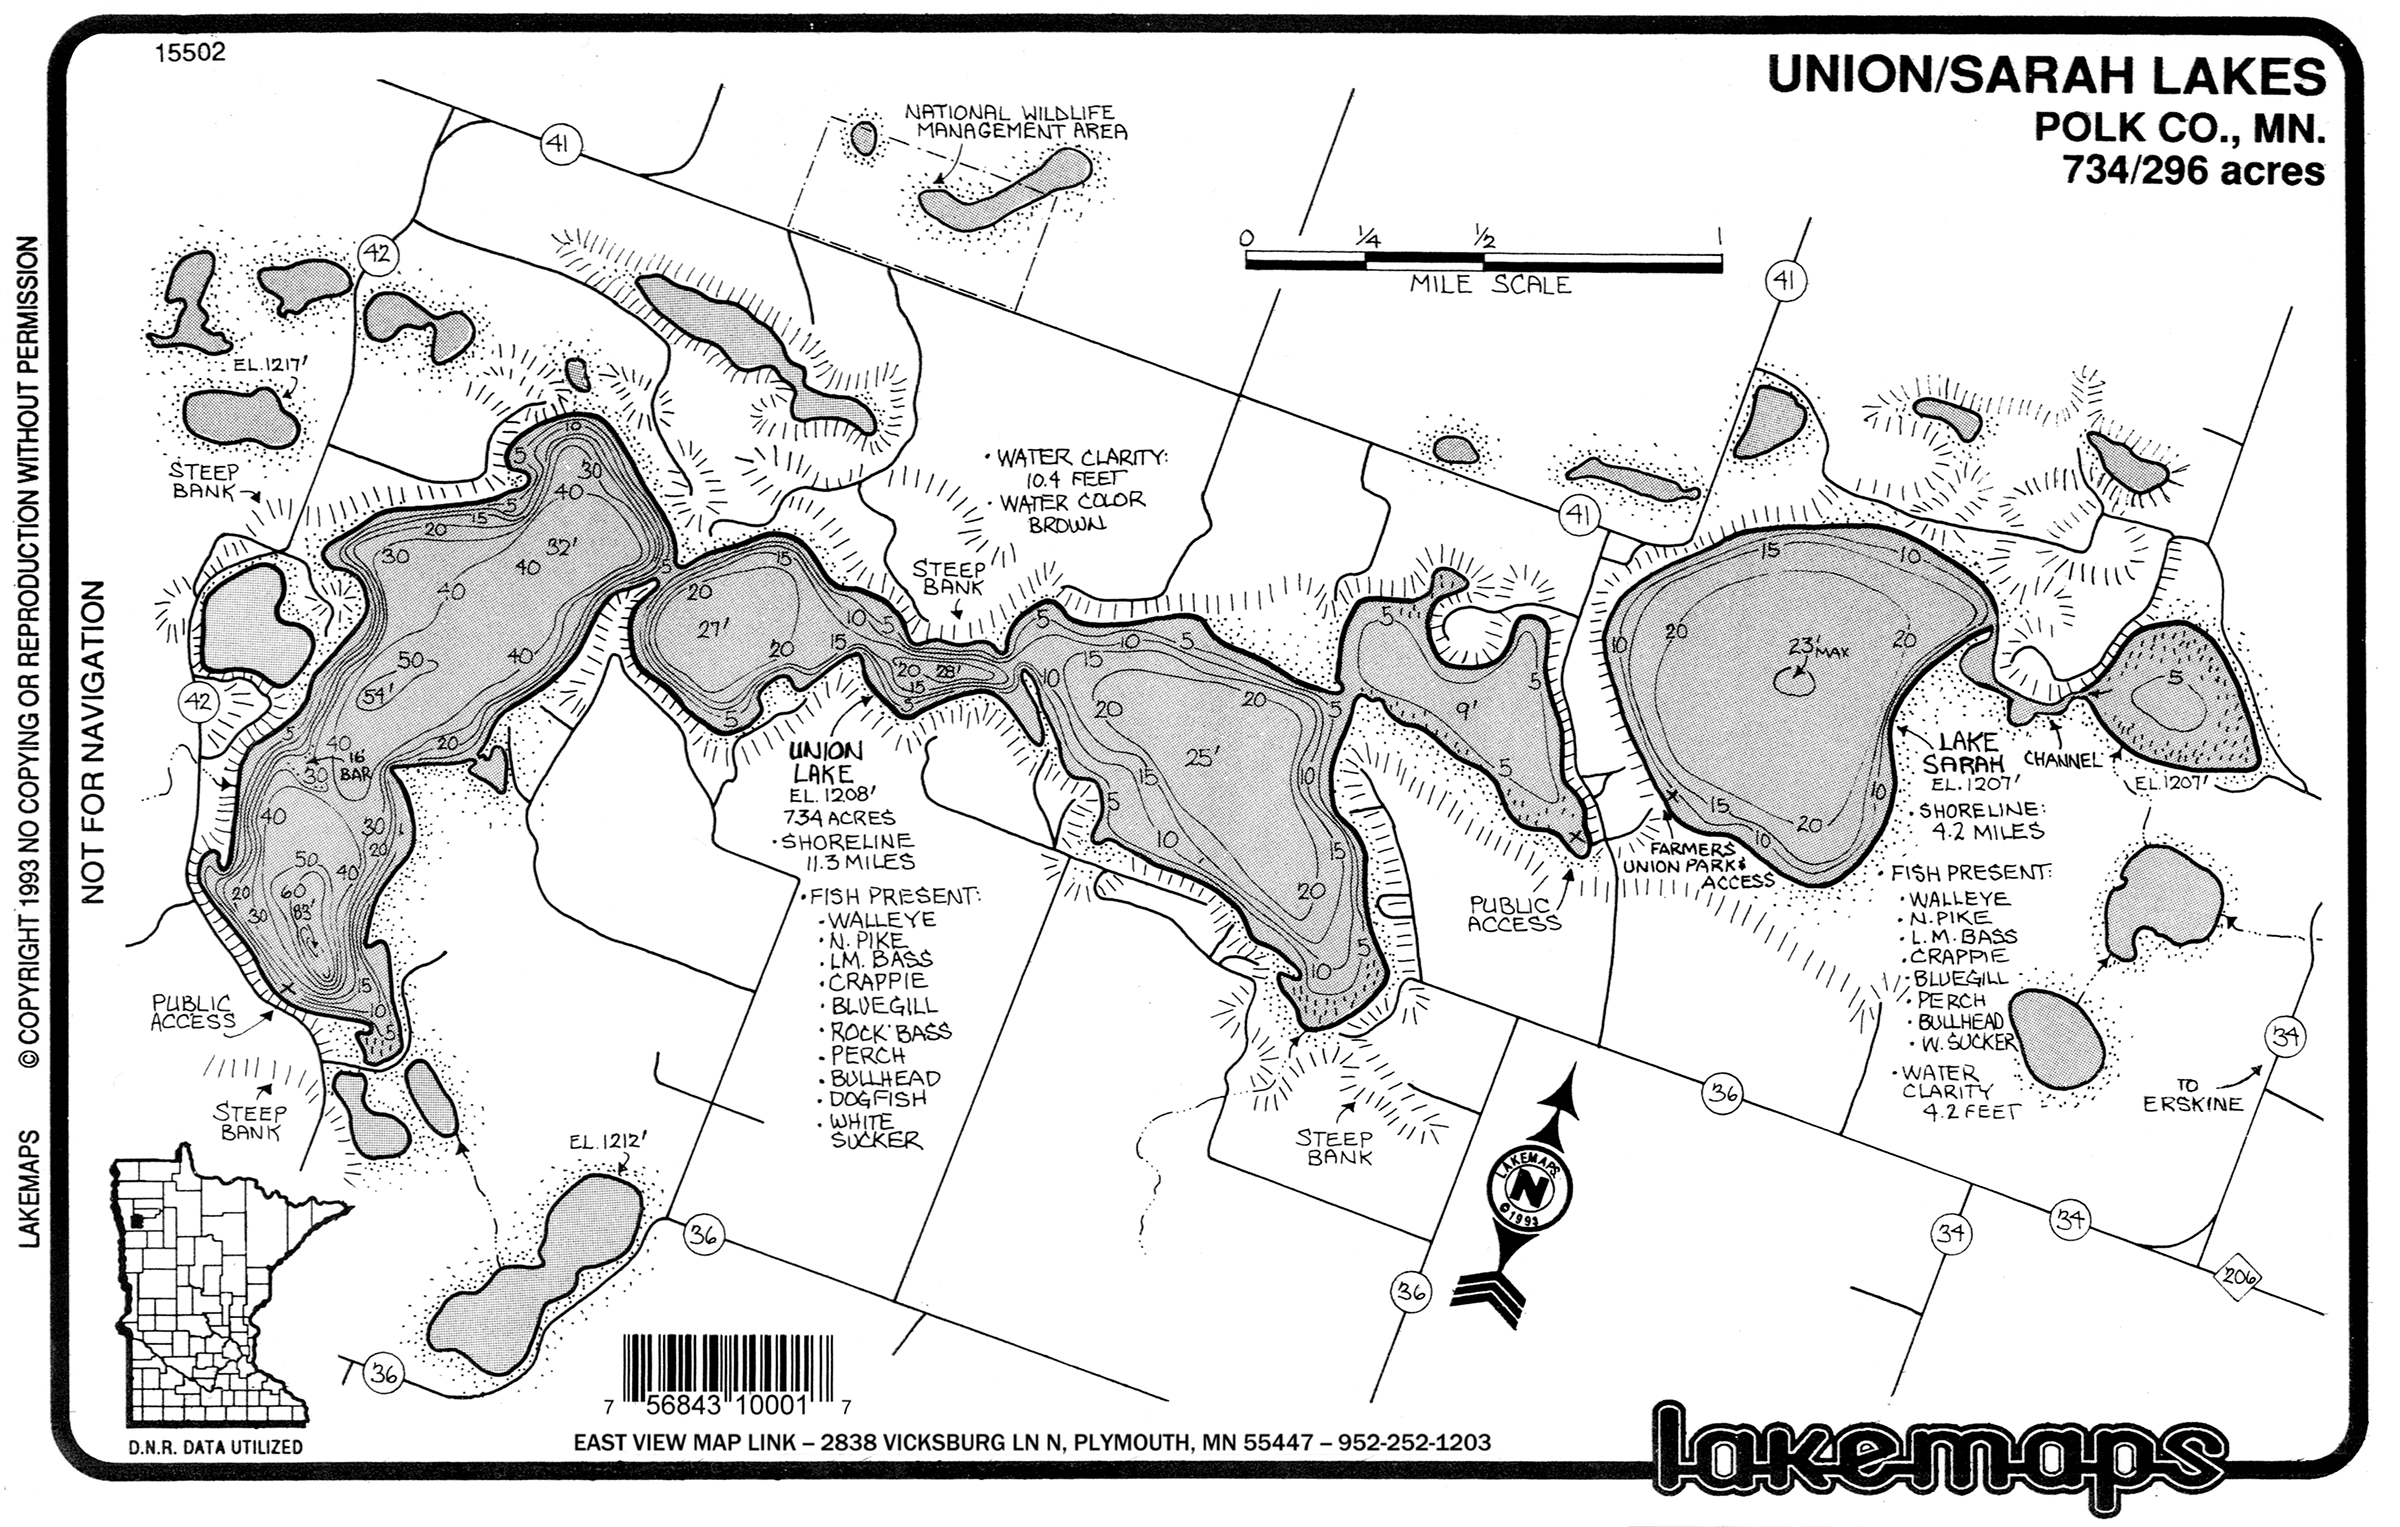 15502
UNION/SARAH LAKES
POLK CO., MN.
734/296 acres
NATIONAL WILDLIFE
MANAGEMENT AREA
41
42
0 1/4 1/2 1
MILE SCALE
41
EL. 1217'
STEEP
BANK
• WATER CLARITY:
10.4 FEET
• WATER COLOR
BROWN
STEEP
BANK
41
42
10
5
30
40
5
15
20
30
32'
40
40
5
50
54'
40
5
40
16'
BAR
30
20
40
30
20
50
40
20
60
30
83'
15
10
5
15
20
27'
20
10
5
15
5
20
28'
15
5
5
10
5
10
15
20
20
5
25'
15
10
5
10
15
20
5
10
5
5
9'
5
15
10
10
20
20
23' MAX
15
10
20
10
5
UNION
LAKE
EL. 1208'
734 ACRES
• SHORELINE
11.3 MILES
• FISH PRESENT:
• WALLEYE
• N. PIKE
• LM. BASS
• CRAPPIE
• BLUEGILL
• ROCK BASS
• PERCH
• BULLHEAD
• DOGFISH
• WHITE
SUCKER
LAKE
SARAH
EL. 1207'
• SHORELINE:
4.2 MILES
CHANNEL
EL. 1207'
FARMERS
UNION PARK &
ACCESS
PUBLIC
ACCESS
• FISH PRESENT:
• WALLEYE
• N. PIKE
• L.M. BASS
• CRAPPIE
• BLUEGILL
• PERCH
• BULLHEAD
• W. SUCKER
• WATER
CLARITY
4.2 FEET
PUBLIC
ACCESS
STEEP
BANK
STEEP
BANK
34
TO
ERSKINE
36
EL. 1212'
36
36
36
34
34
206
LAKEMAPS
N
© 1993
D.N.R. DATA UTILIZED
7 56843 10001 7
EAST VIEW MAP LINK – 2838 VICKSBURG LN N, PLYMOUTH, MN 55447 – 952-252-1203
lakemaps
NOT FOR NAVIGATION
LAKEMAPS © COPYRIGHT 1993 NO COPYING OR REPRODUCTION WITHOUT PERMISSION